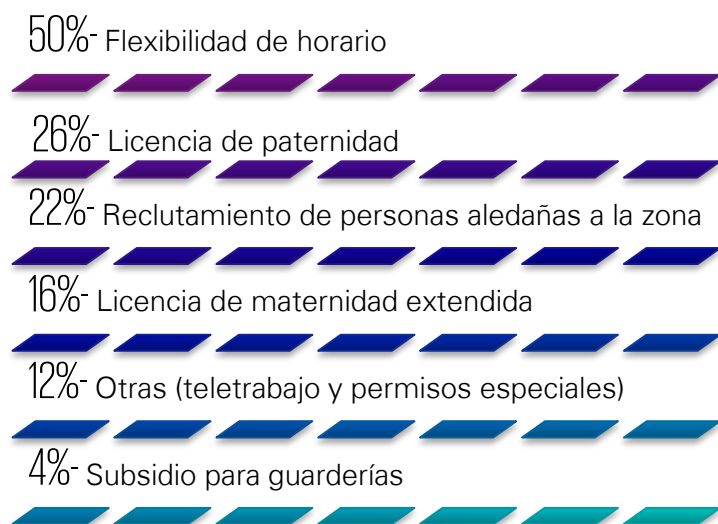 50%- Flexibilidad de horario
26%- Licencia de paternidad
22%- Reclutamiento de personas aledañas a la zona
16%- Licencia de maternidad extendida
12%- Otras (teletrabajo y permisos especiales)
4%- Subsidio para guarderías